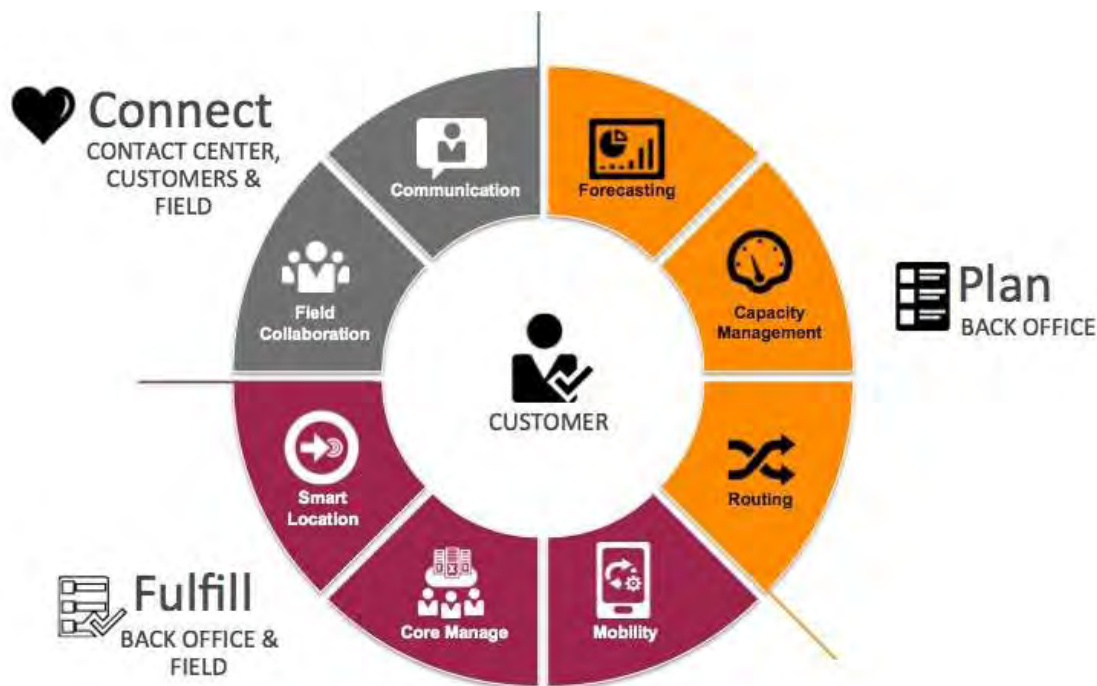 Connect
CONTACT CENTER,
CUSTOMERS &
FIELD
Communication
Forecasting
Field
Collaboration
Capacity
Management
Plan
BACK OFFICE
CUSTOMER
Smart
Location
Routing
Fulfill
BACK OFFICE &
FIELD
Core Manage
Mobility